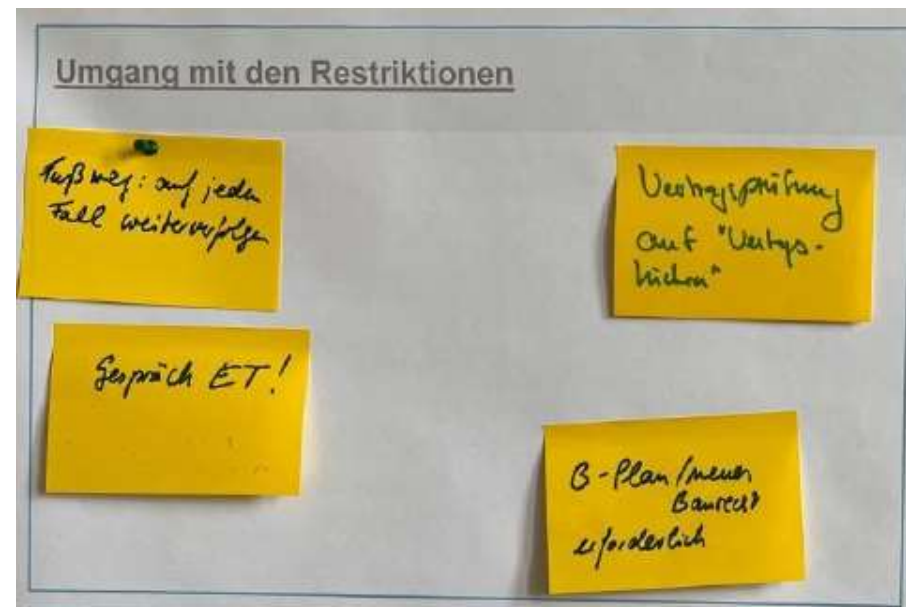 Umgang mit den Restriktionen
Fußweg: auf jeden
Fall weiterverfolgen
Vertragsprüfung
auf "Vertrags-
lücken"
Gespräch ET!
B-Plan/neues
Baurecht
erforderlich